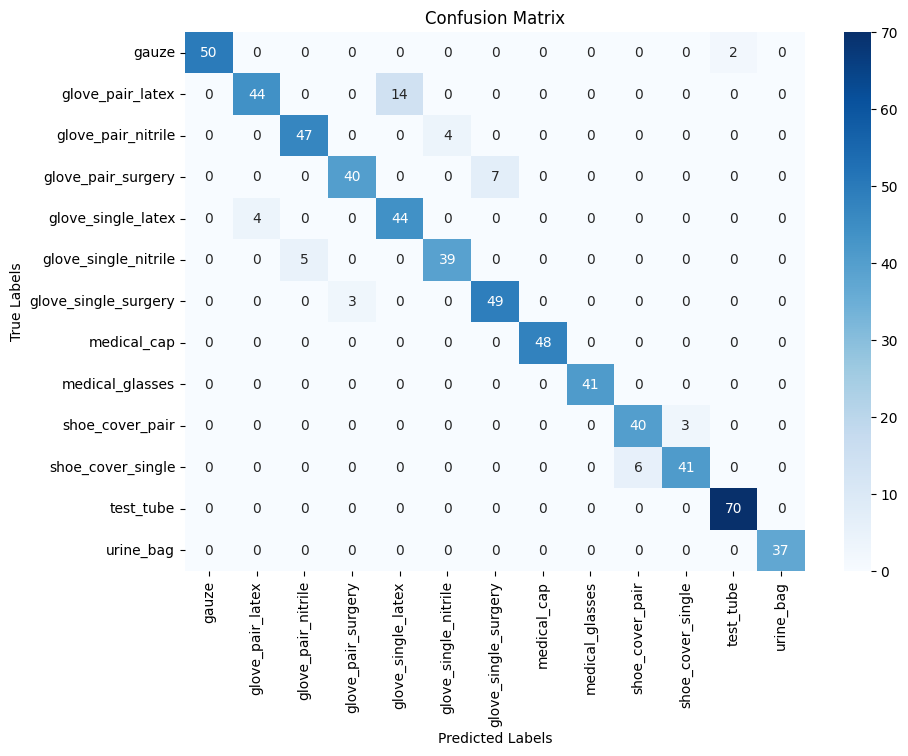 Confusion Matrix
gauze 50 0 0 0 0 0 0 0 0 0 0 2 0
glove_pair_latex 0 44 0 0 14 0 0 0 0 0 0 0 0
glove_pair_nitrile 0 0 47 0 0 4 0 0 0 0 0 0 0
glove_pair_surgery 0 0 0 40 0 0 7 0 0 0 0 0 0
glove_single_latex 0 4 0 0 44 0 0 0 0 0 0 0 0
glove_single_nitrile 0 0 5 0 0 39 0 0 0 0 0 0 0
glove_single_surgery 0 0 0 3 0 0 49 0 0 0 0 0 0
medical_cap 0 0 0 0 0 0 0 48 0 0 0 0 0
medical_glasses 0 0 0 0 0 0 0 0 41 0 0 0 0
shoe_cover_pair 0 0 0 0 0 0 0 0 0 40 3 0 0
shoe_cover_single 0 0 0 0 0 0 0 0 0 6 41 0 0
test_tube 0 0 0 0 0 0 0 0 0 0 0 70 0
urine_bag 0 0 0 0 0 0 0 0 0 0 0 0 37
True Labels
gauze
glove_pair_latex
glove_pair_nitrile
glove_pair_surgery
glove_single_latex
glove_single_nitrile
glove_single_surgery
medical_cap
medical_glasses
shoe_cover_pair
shoe_cover_single
test_tube
urine_bag
Predicted Labels
70
60
50
40
30
20
10
0